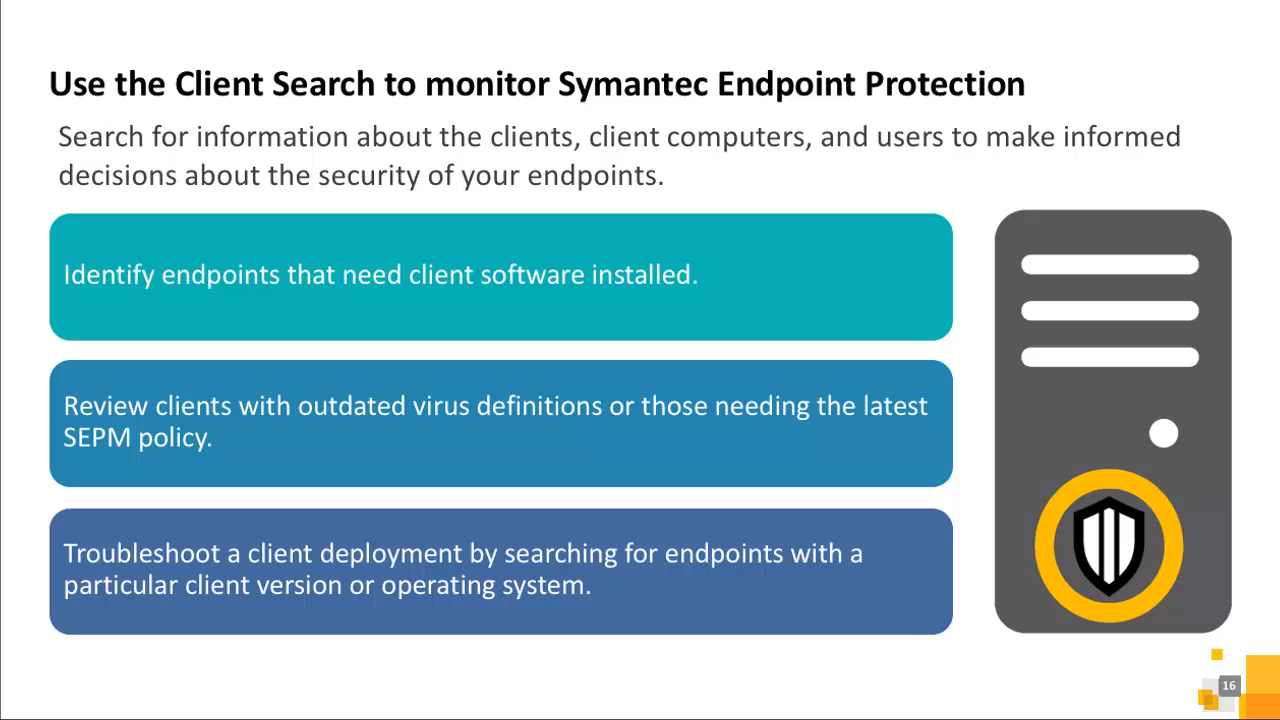 Use the Client Search to monitor Symantec Endpoint Protection
Search for information about the clients, client computers, and users to make informed
decisions about the security of your endpoints.
Identify endpoints that need client software installed.
Review clients with outdated virus definitions or those needing the latest
SEPM policy.
Troubleshoot a client deployment by searching for endpoints with a
particular client version or operating system.
16